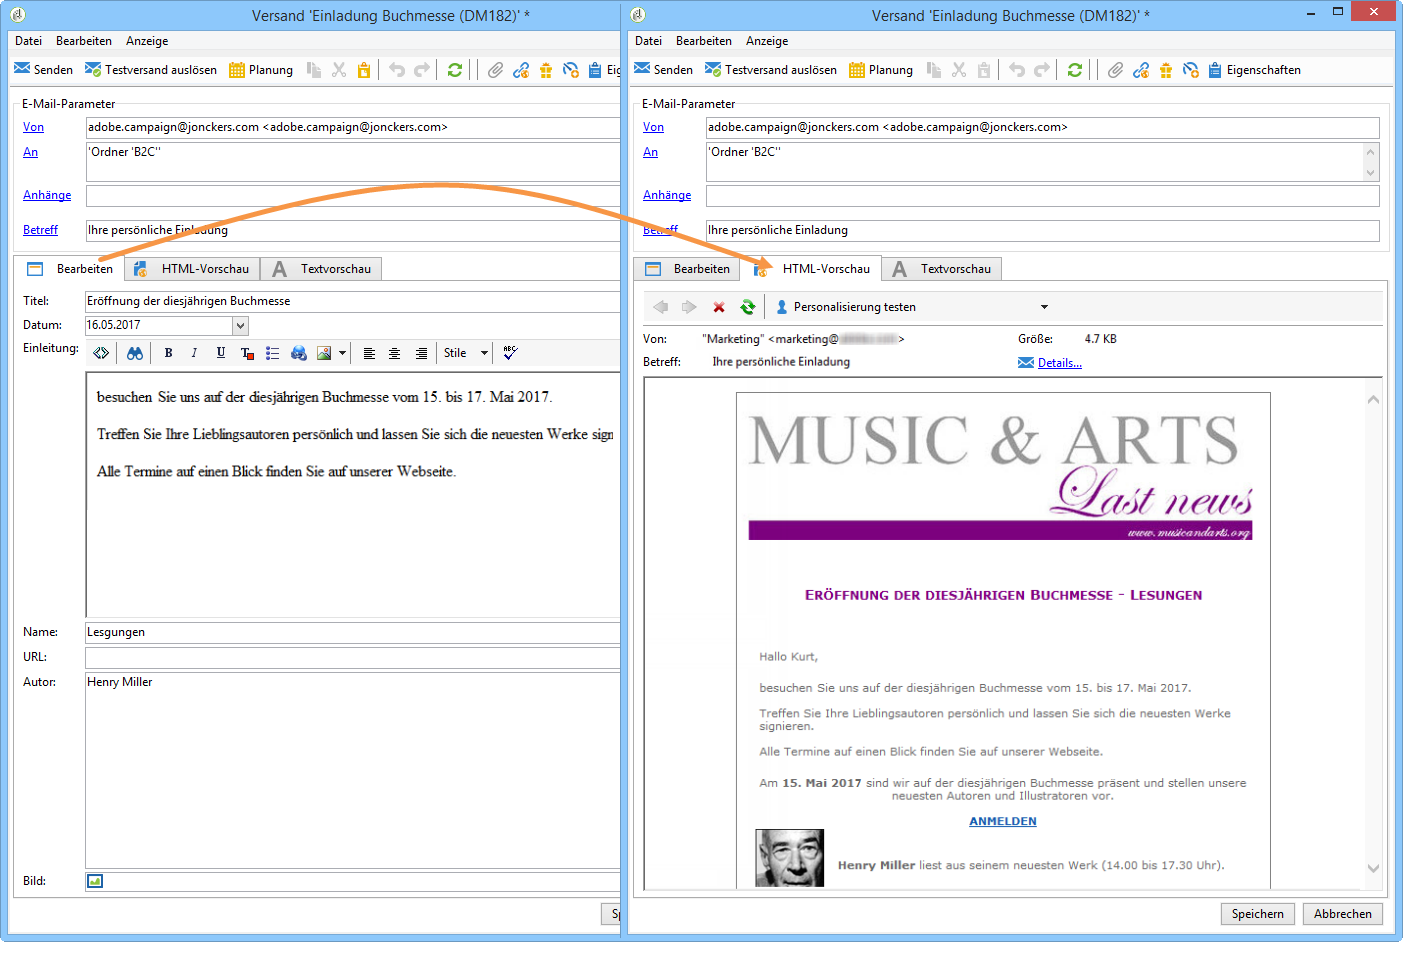 Versand 'Einladung Buchmesse (DM182)' *
Datei Bearbeiten Anzeige
Senden Testversand auslösen Planung
E-Mail-Parameter
Von adobe.campaign@jonckers.com <adobe.campaign@jonckers.com>
An 'Ordner 'B2C''
Anhänge
Betreff Ihre persönliche Einladung
Bearbeiten HTML-Vorschau Textvorschau
Titel: Eröffnung der diesjährigen Buchmesse
Datum: 16.05.2017
Einleitung: B I U T Stile ABC
besuchen Sie uns auf der diesjährigen Buchmesse vom 15. bis 17. Mai 2017.
Treffen Sie Ihre Lieblingsautoren persönlich und lassen Sie sich die neuesten Werke sign
Alle Termine auf einen Blick finden Sie auf unserer Webseite.
Name: Lesgungen
URL:
Autor: Henry Miller
Bild:
Versand 'Einladung Buchmesse (DM182)' *
Datei Bearbeiten Anzeige
Senden Testversand auslösen Planung Eigenschaften
E-Mail-Parameter
Von adobe.campaign@jonckers.com <adobe.campaign@jonckers.com>
An 'Ordner 'B2C''
Anhänge
Betreff Ihre persönliche Einladung
Bearbeiten HTML-Vorschau Textvorschau
Personalisierung testen
Von: "Marketing" <marketing@ > Größe: 4.7 KB
Betreff: Ihre persönliche Einladung Details...
MUSIC & ARTS
Last news
www.musicandarts.org
ERÖFFNUNG DER DIESJÄHRIGEN BUCHMESSE - LESUNGEN
Hallo Kurt,
besuchen Sie uns auf der diesjährigen Buchmesse vom 15. bis 17. Mai 2017.
Treffen Sie Ihre Lieblingsautoren persönlich und lassen Sie sich die neuesten Werke
signieren.
Alle Termine auf einen Blick finden Sie auf unserer Webseite.
Am 15. Mai 2017 sind wir auf der diesjährigen Buchmesse präsent und stellen unsere
neuesten Autoren und Illustratoren vor.
ANMELDEN
Henry Miller liest aus seinem neuesten Werk (14.00 bis 17.30 Uhr).
Speichern Abbrechen